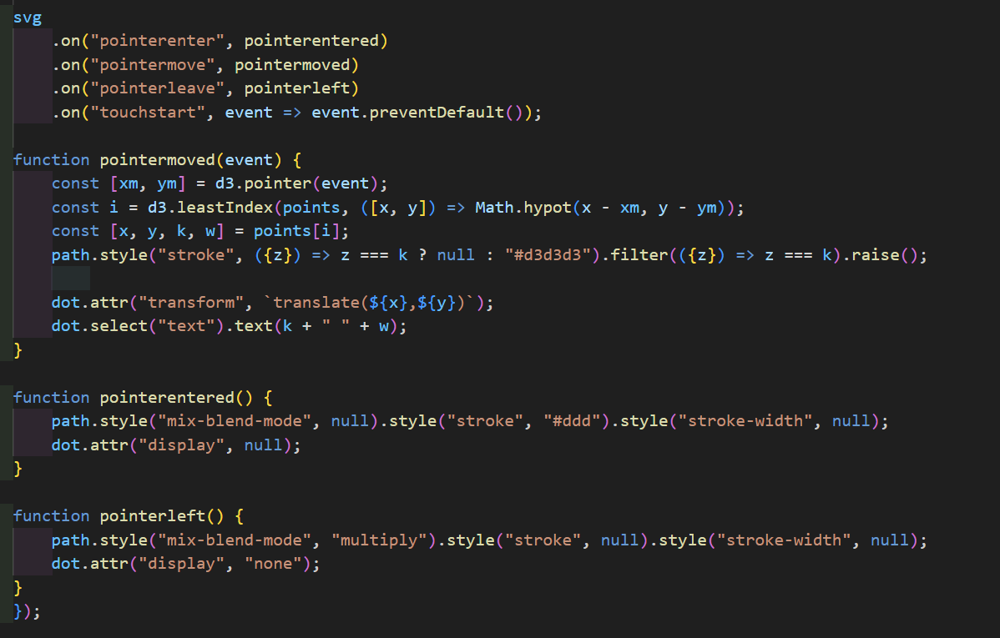 svg
    .on("pointerenter", pointerentered)
    .on("pointermove", pointermoved)
    .on("pointerleave", pointerleft)
    .on("touchstart", event => event.preventDefault());

function pointermoved(event) {
    const [xm, ym] = d3.pointer(event);
    const i = d3.leastIndex(points, ([x, y]) => Math.hypot(x - xm, y - ym));
    const [x, y, k, w] = points[i];
    path.style("stroke", ({z}) => z === k ? null : "#d3d3d3").filter(({z}) => z === k).raise();

    dot.attr("transform", `translate(${x},${y})`);
    dot.select("text").text(k + " " + w);
}

function pointerentered() {
    path.style("mix-blend-mode", null).style("stroke", "#ddd").style("stroke-width", null);
    dot.attr("display", null);
}

function pointerleft() {
    path.style("mix-blend-mode", "multiply").style("stroke", null).style("stroke-width", null);
    dot.attr("display", "none");
}
});